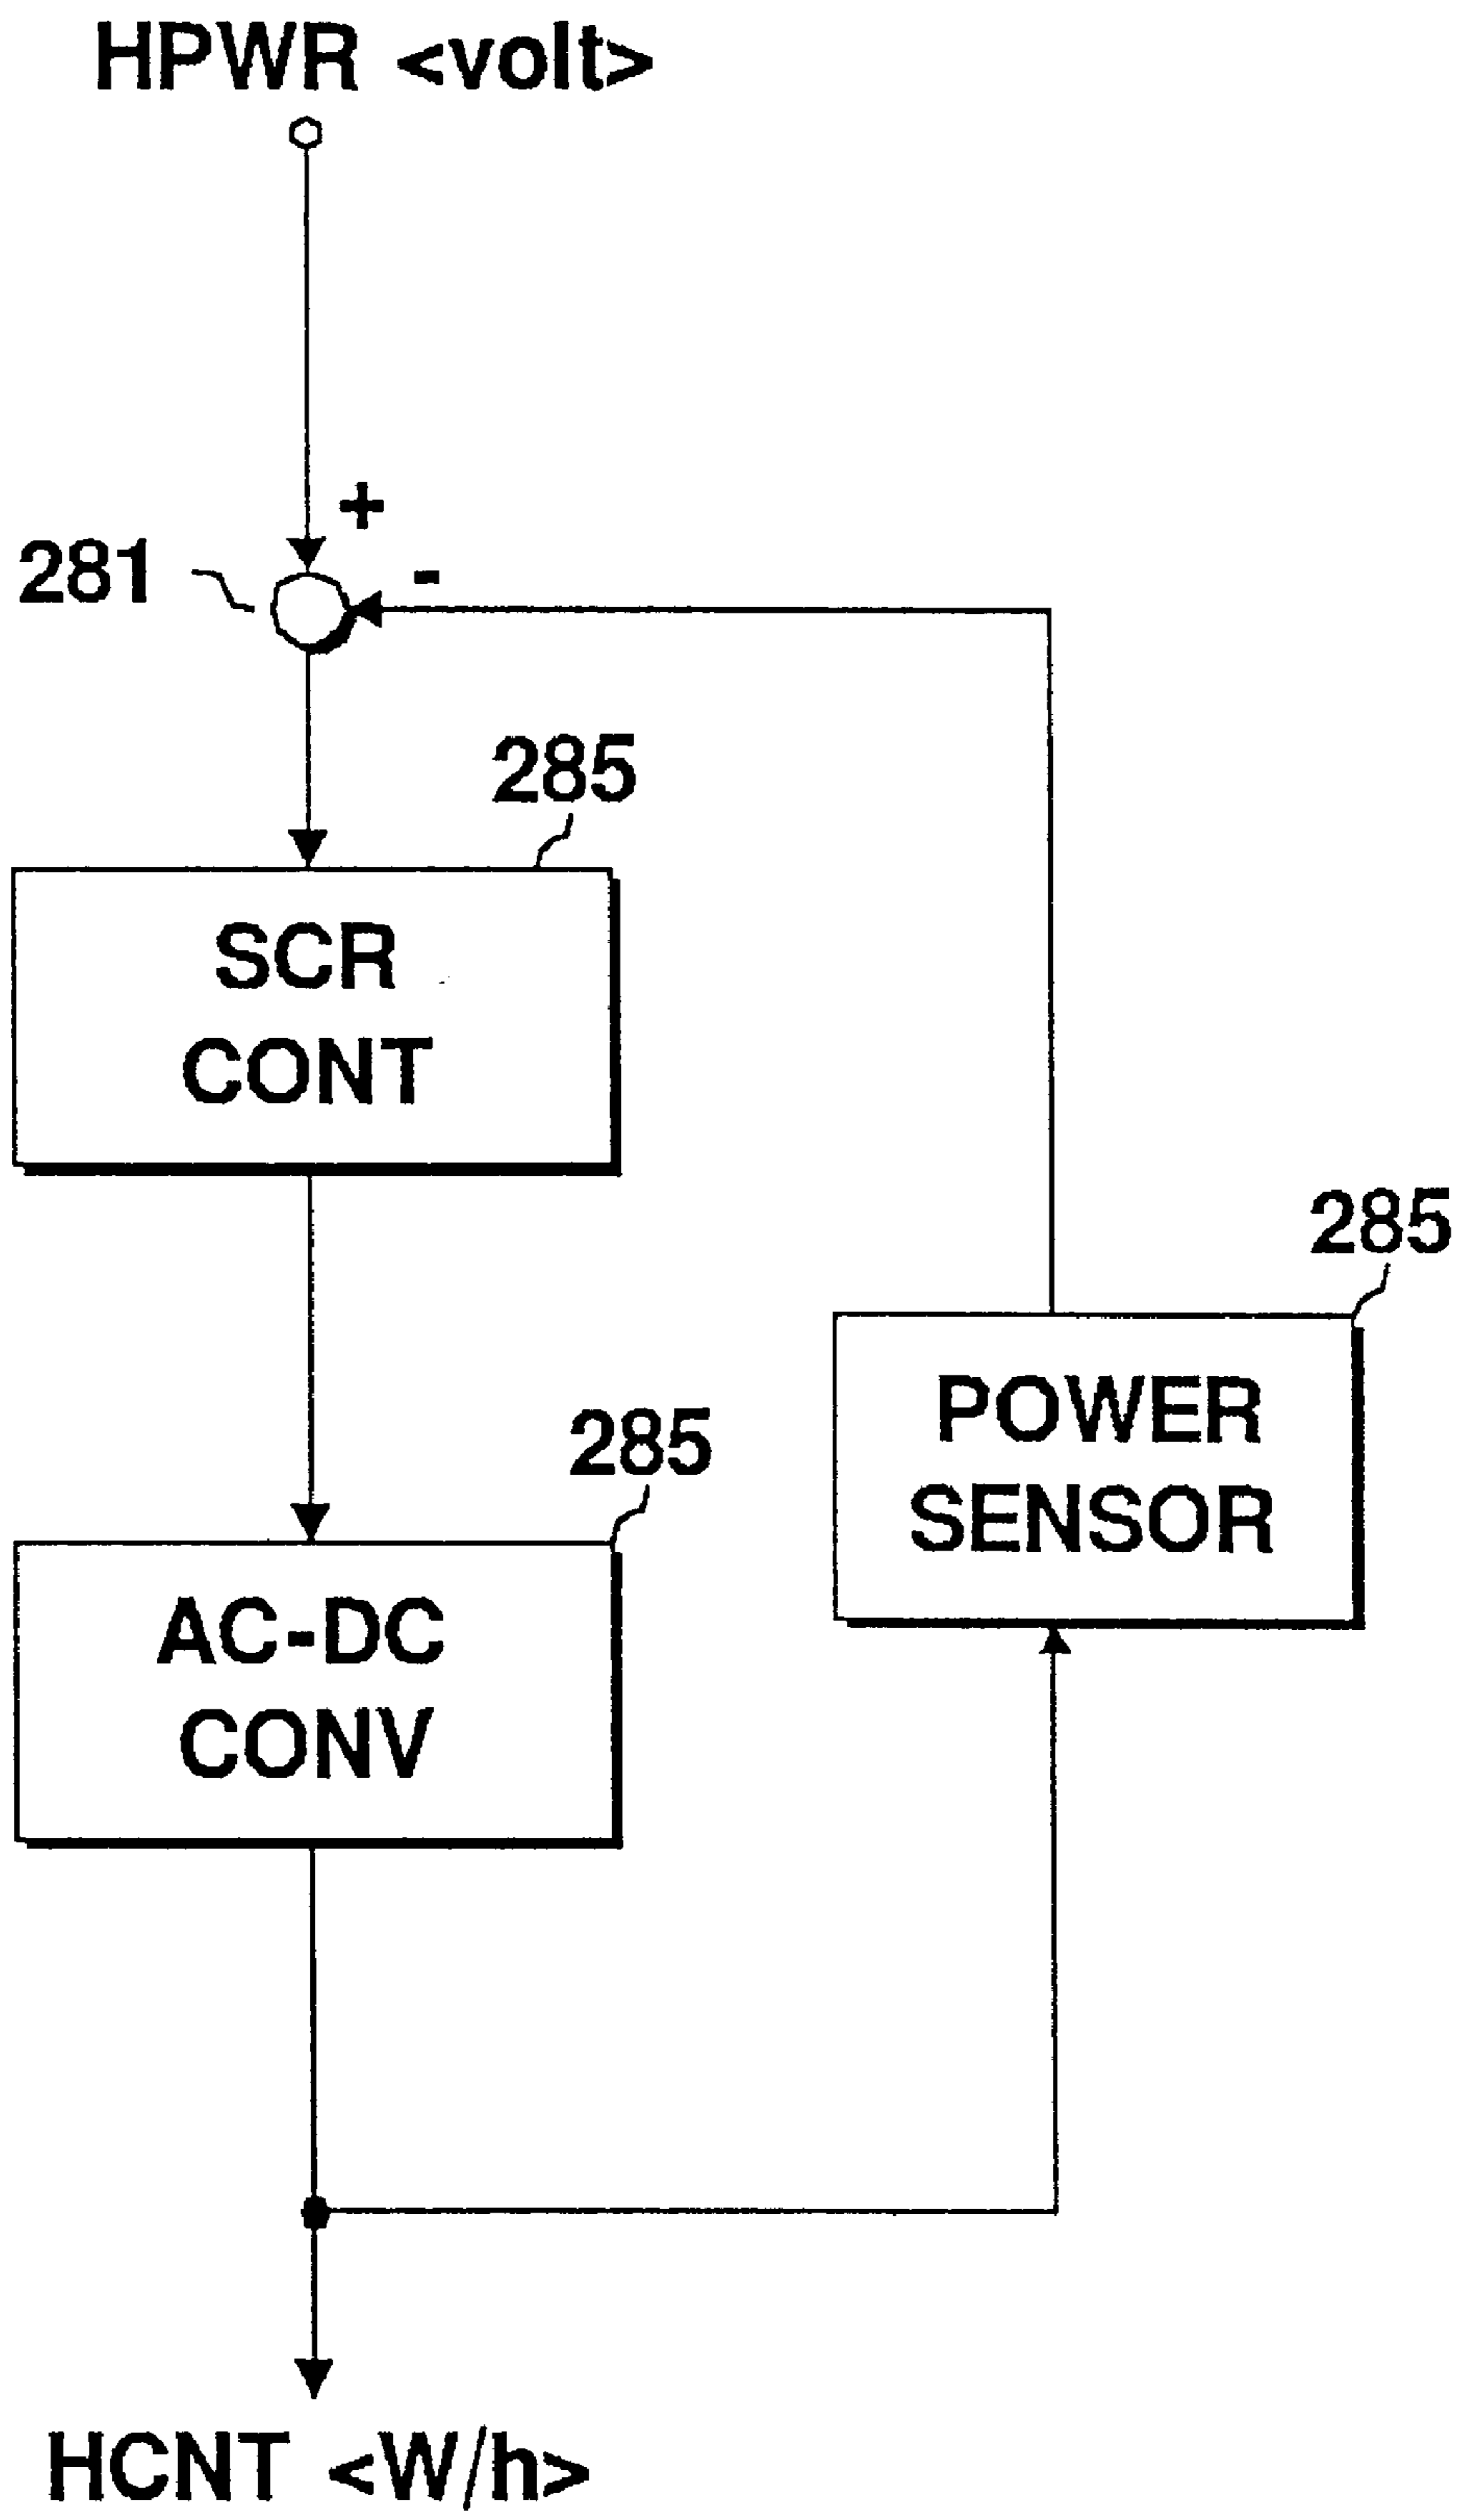 HPWR <volt>
+
281
-
285
SCR
CONT
285
POWER
SENSOR
285
AC-DC
CONV
HCNT <W/h>